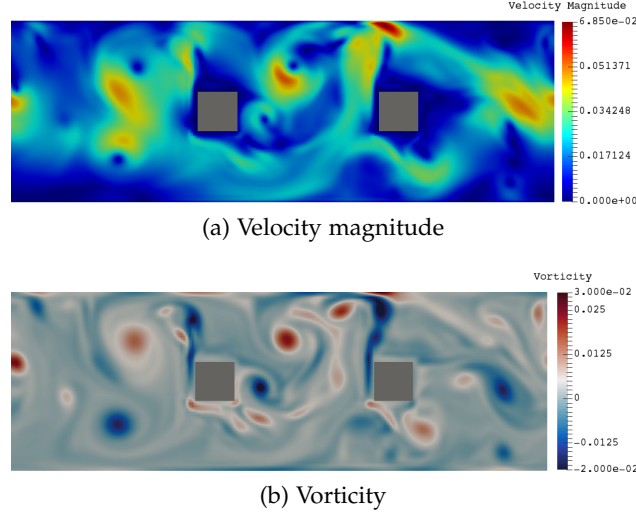 Velocity Magnitude
6.850e-02
0.051371
0.034248
0.017124
0.000e+00
(a) Velocity magnitude
Vorticity
3.000e-02
0.025
0.0125
0
-0.0125
-2.000e-02
(b) Vorticity